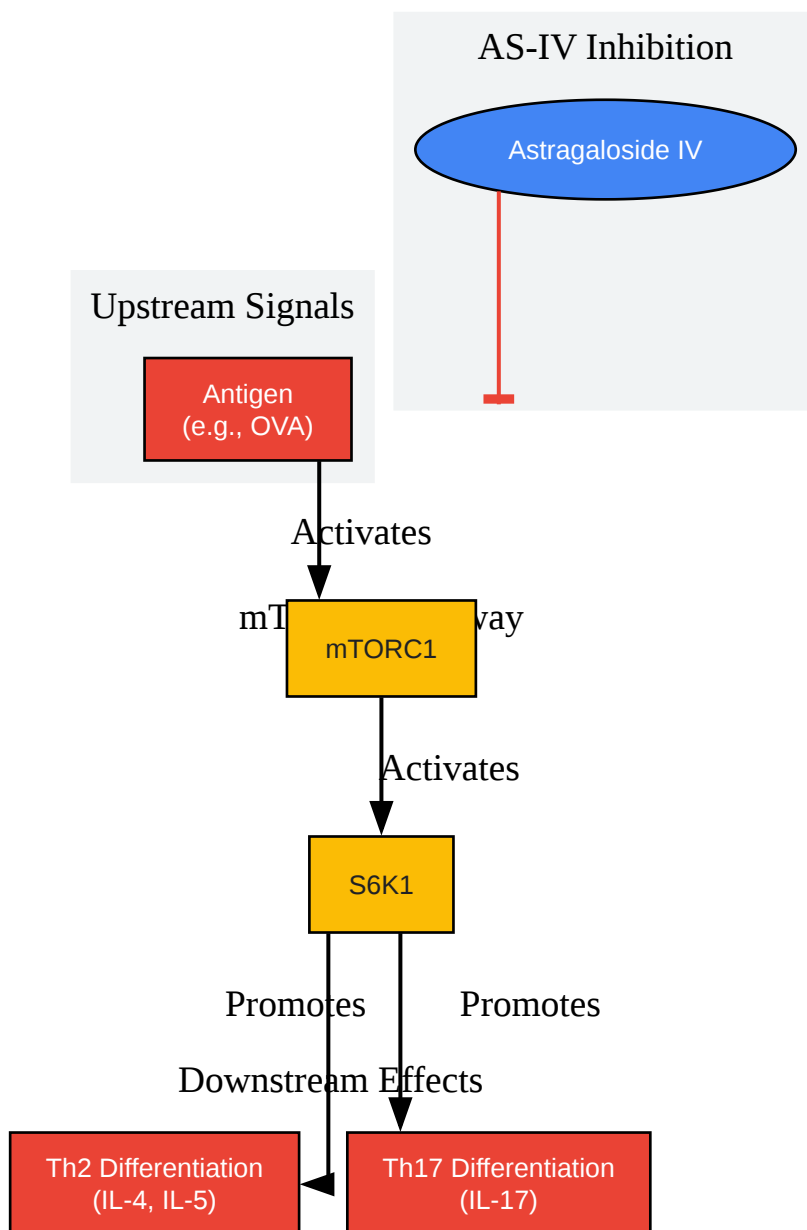 AS-IV Inhibition
Astragaloside IV
Upstream Signals
Antigen
(e.g., OVA)
Activates
mTORC1
Activates
S6K1
Promotes
Promotes
Downstream Effects
Th2 Differentiation
(IL-4, IL-5)
Th17 Differentiation
(IL-17)